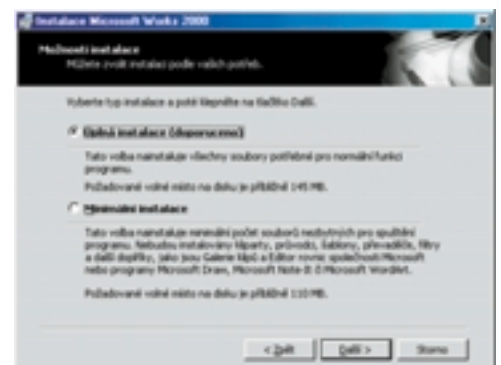 Instalace Microsoft Works 2000
Možnosti instalace
Můžete zvolit instalaci podle vašich potřeb.
Vyberte typ instalace a poté klepněte na tlačítko Další.
Úplná instalace (doporuceno)
Tato volba nainstaluje všechny soubory potřebné pro normální funkci
programu.
Požadované volné místo na disku je přibližně 145 MB.
Minimální instalace
Tato volba nainstaluje minimální počet souborů nezbytných pro spuštění
programu. Nebudou instalovány kliparty, průvodci, šablony, převaděče, filtry
a další doplňky, jako jsou Galerie klipů a Editor rovnic společnosti Microsoft
nebo programy Microsoft Draw, Microsoft Note-It či Microsoft WordArt.
Požadované volné místo na disku je přibližně 110 MB.
< Zpět
Další >
Storno